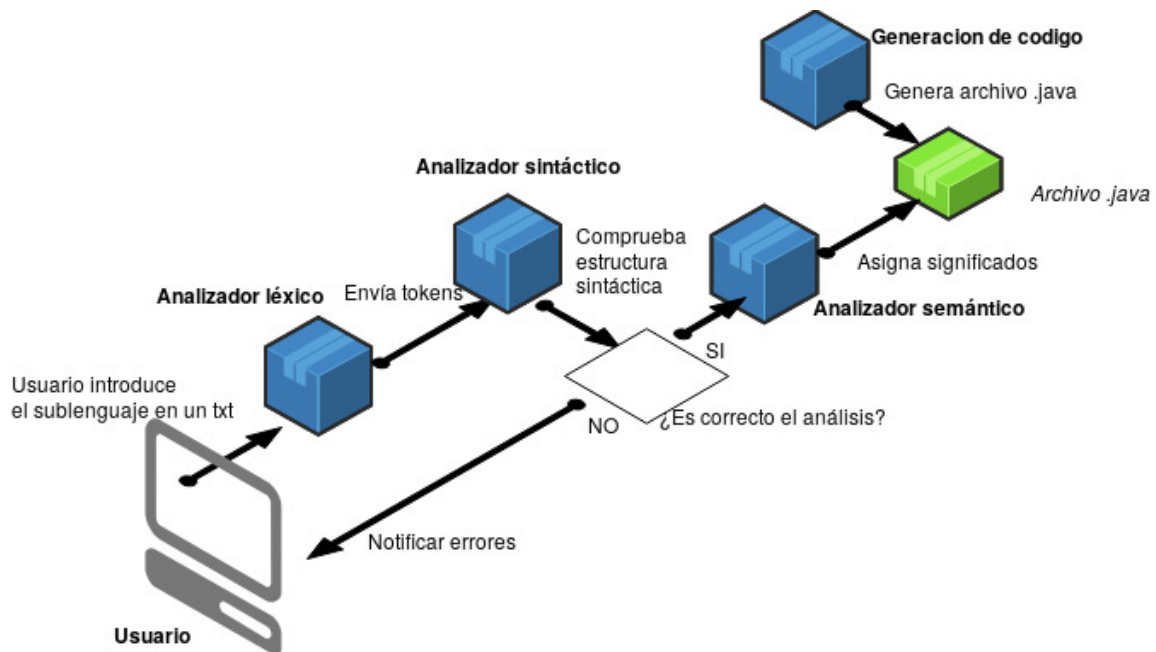 Generacion de codigo
Genera archivo .java
Analizador sintáctico
Archivo .java
Comprueba
estructura
sintáctica
Asigna significados
Analizador léxico
Envía tokens
Analizador semántico
SI
Usuario introduce
el sublenguaje en un txt
NO
¿Es correcto el análisis?
Notificar errores
Usuario